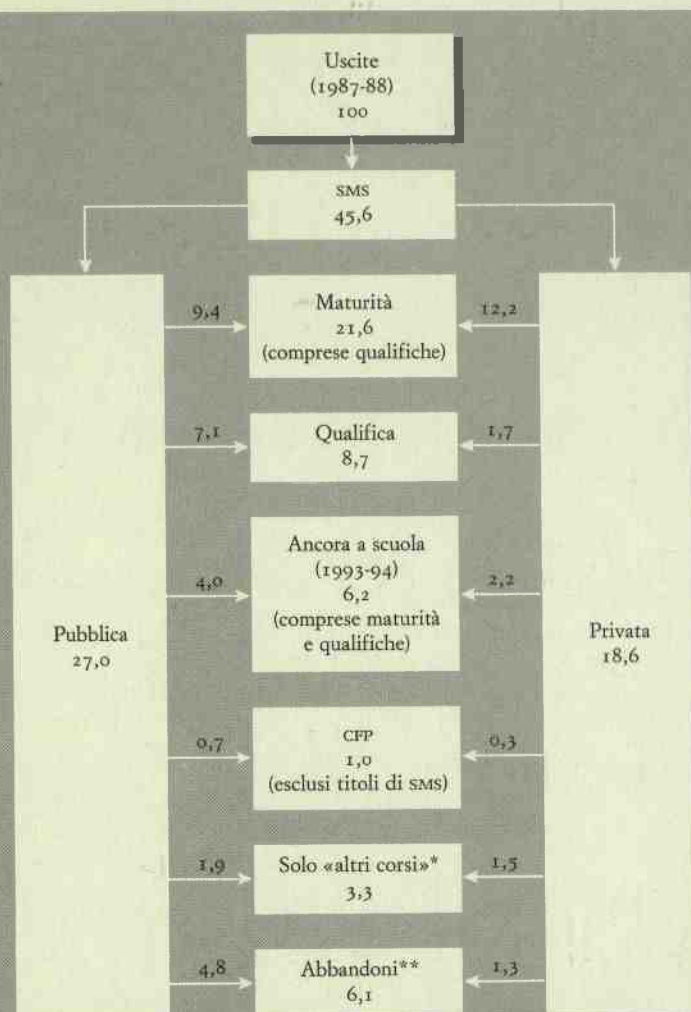 Uscite
(1987-88)
100
SMS
45,6
9,4
Maturità
21,6
(comprese qualifiche)
12,2
7,1
Qualifica
8,7
1,7
4,0
Ancora a scuola
(1993-94)
6,2
(comprese maturità
e qualifiche)
2,2
Pubblica
27,0
Privata
18,6
0,7
CFP
1,0
(esclusi titoli di SMS)
0,3
1,9
Solo «altri corsi»*
3,3
1,5
4,8
Abbandoni**
6,1
1,3